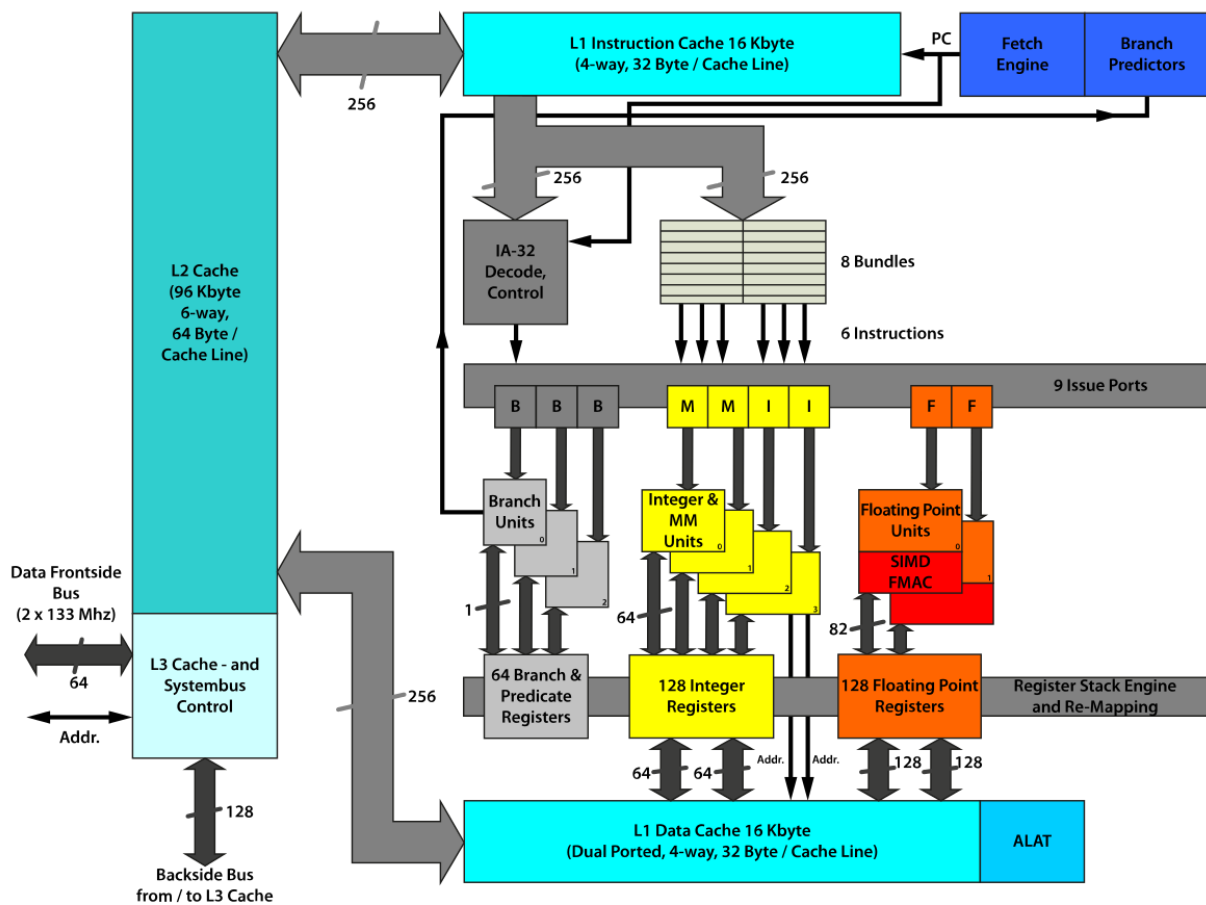 L1 Instruction Cache 16 Kbyte
(4-way, 32 Byte / Cache Line)
PC
Fetch
Engine
Branch
Predictors
256
256
256
L2 Cache
(96 Kbyte
6-way,
64 Byte /
Cache Line)
IA-32
Decode,
Control
8 Bundles
6 Instructions
9 Issue Ports
B
B
B
M
M
I
I
F
F
Branch
Units
0
1
2
Integer &
MM
Units
0
1
2
3
Floating Point
Units
0
SIMD
FMAC
1
Data Frontside
Bus
(2 x 133 Mhz)
64
Addr.
L3 Cache - and
Systembus
Control
256
1
64
82
64 Branch &
Predicate
Registers
128 Integer
Registers
128 Floating Point
Registers
Register Stack Engine
and Re-Mapping
64
64
Addr.
Addr.
128
128
128
L1 Data Cache 16 Kbyte
(Dual Ported, 4-way, 32 Byte / Cache Line)
ALAT
Backside Bus
from / to L3 Cache